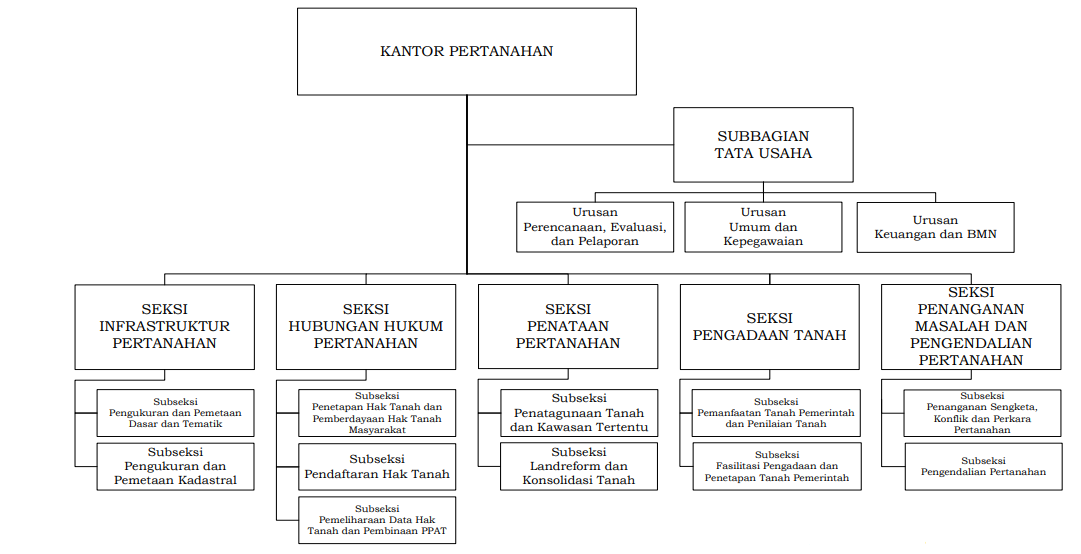 KANTOR PERTANAHAN
SUBBAGIAN
TATA USAHA
Urusan
Perencanaan, Evaluasi,
dan Pelaporan
Urusan
Umum dan
Kepegawaian
Urusan
Keuangan dan BMN
SEKSI
INFRASTRUKTUR
PERTANAHAN
Subseksi
Pengukuran dan Pemetaan
Dasar dan Tematik
Subseksi
Pengukuran dan
Pemetaan Kadastral
SEKSI
HUBUNGAN HUKUM
PERTANAHAN
Subseksi
Penetapan Hak Tanah dan
Pemberdayaan Hak Tanah
Masyarakat
Subseksi
Pendaftaran Hak Tanah
Subseksi
Pemeliharaan Data Hak
Tanah dan Pembinaan PPAT
SEKSI
PENATAAN
PERTANAHAN
Subseksi
Penatagunaan Tanah
dan Kawasan Tertentu
Subseksi
Landreform dan
Konsolidasi Tanah
SEKSI
PENGADAAN TANAH
Subseksi
Pemanfaatan Tanah Pemerintah
dan Penilaian Tanah
Subseksi
Fasilitasi Pengadaan dan
Penetapan Tanah Pemerintah
SEKSI
PENANGANAN
MASALAH DAN
PENGENDALIAN
PERTANAHAN
Subseksi
Penanganan Sengketa,
Konflik dan Perkara
Pertanahan
Subseksi
Pengendalian Pertanahan